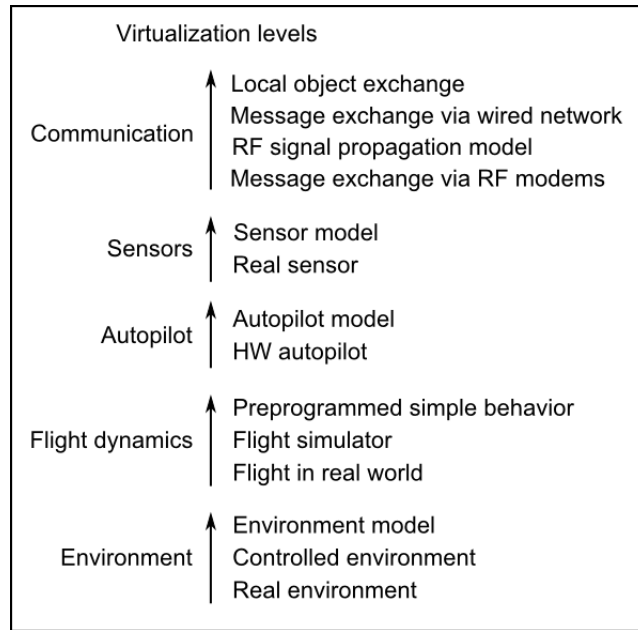 Virtualization levels
Communication
Local object exchange
Message exchange via wired network
RF signal propagation model
Message exchange via RF modems
Sensors
Sensor model
Real sensor
Autopilot
Autopilot model
HW autopilot
Flight dynamics
Preprogrammed simple behavior
Flight simulator
Flight in real world
Environment
Environment model
Controlled environment
Real environment